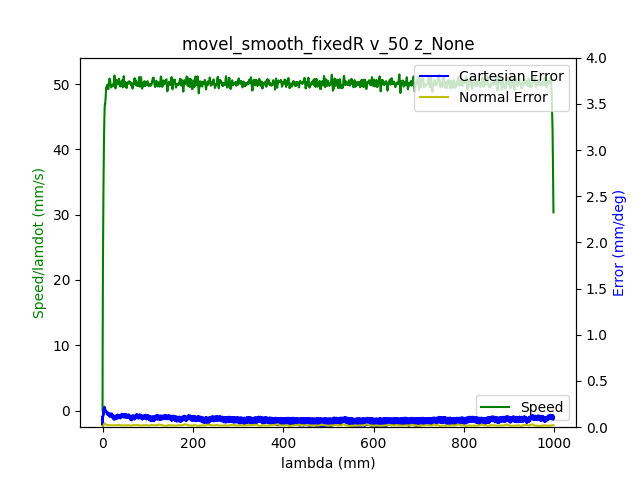 movel_smooth_fixedR v_50 z_None
Cartesian Error
Normal Error
Speed
Speed/lamdot (mm/s)
50
40
30
20
10
0
Error (mm/deg)
4.0
3.5
3.0
2.5
2.0
1.5
1.0
0.5
0.0
0 200 400 600 800 1000
lambda (mm)